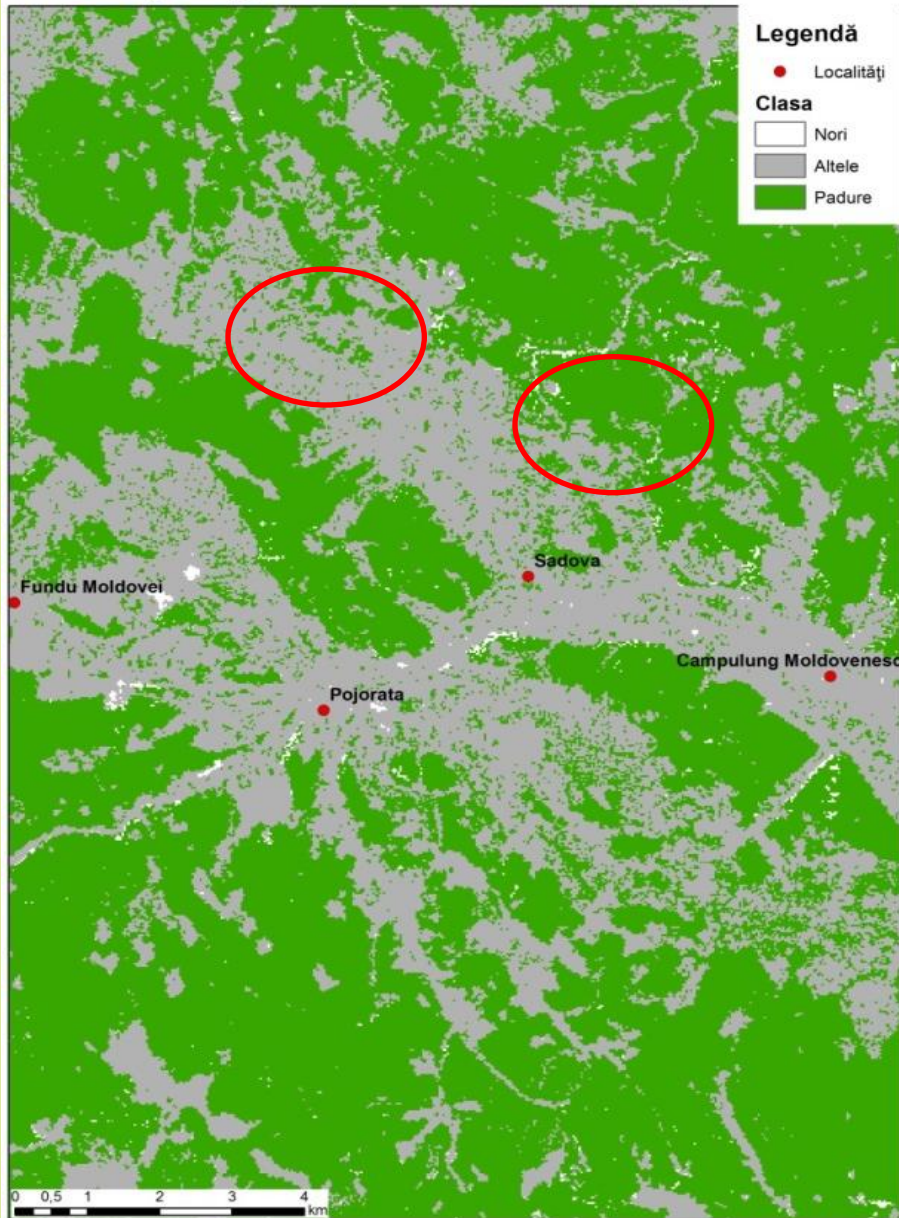 Legendă
Localităţi
Clasa
Nori
Altele
Padure
Sadova
Fundu Moldovei
Campulung Moldovenesc
Pojorata
0 0,5 1 2 3 4
km